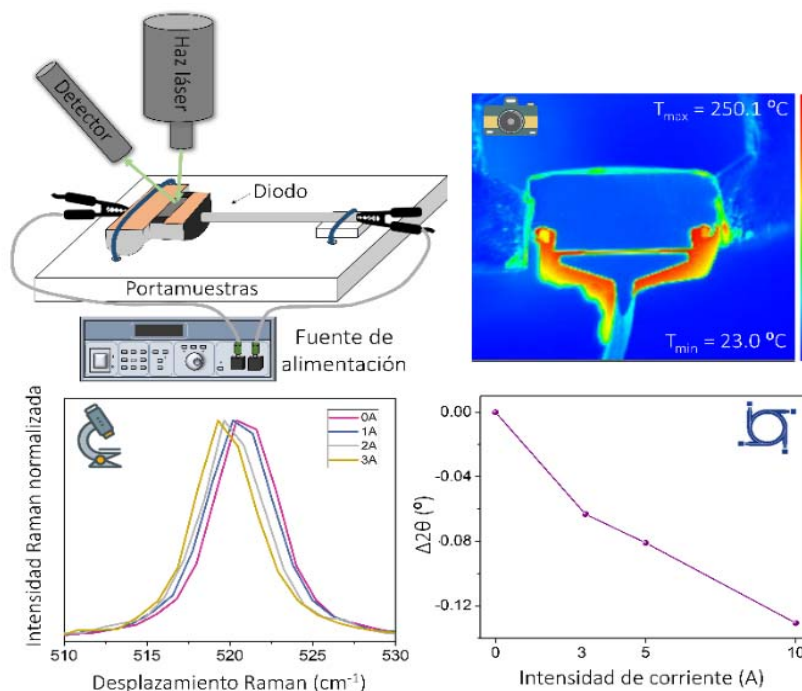 Haz láser
Detector
Diodo
Portamuestras
Fuente de
alimentación
Tmax = 250.1 ºC
Tmin = 23.0 ºC
Intensidad Raman normalizada
0A
1A
2A
3A
510
515
520
525
530
Desplazamiento Raman (cm-1)
Δ2θ (º)
0.00
-0.04
-0.08
-0.12
0
3
5
10
Intensidad de corriente (A)